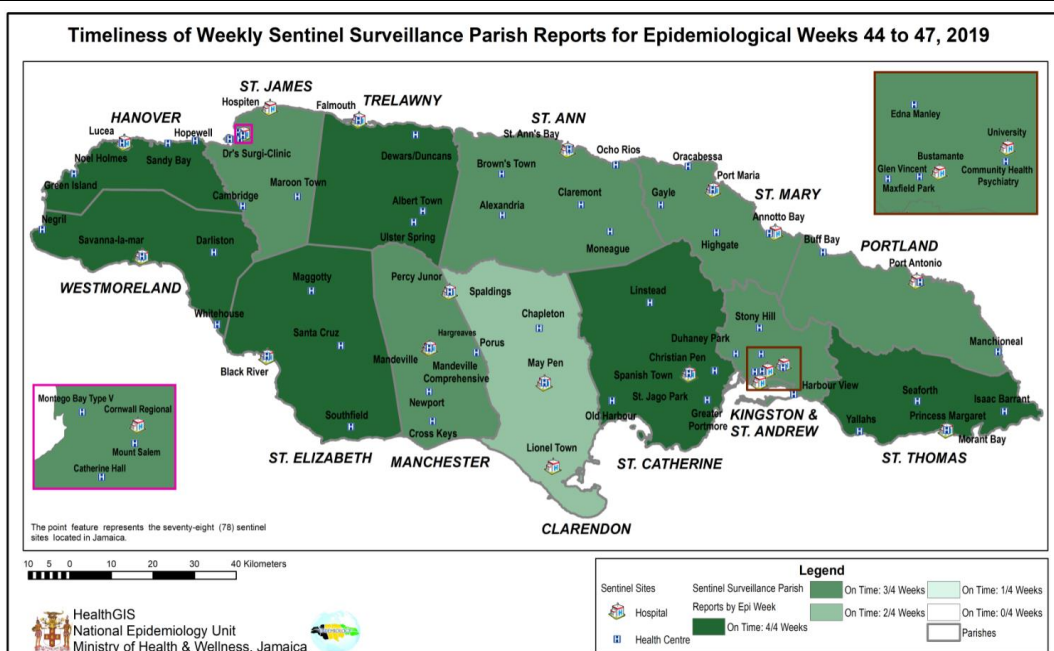 Timeliness of Weekly Sentinel Surveillance Parish Reports for Epidemiological Weeks 44 to 47, 2019
ST. JAMES
Hospiten
TRELAWNY
Falmouth
HANOVER
Lucea
Hopewell
Noel Holmes
Sandy Bay
Green Island
Dr's Surgi-Clinic
Cambridge
Maroon Town
Dewars/Duncans
Albert Town
Ulster Spring
ST. ANN
St. Ann's Bay
Ocho Rios
Brown's Town
Claremont
Alexandria
Moneague
Oracabessa
Port Maria
Gayle
ST. MARY
Annotto Bay
Highgate
Buff Bay
PORTLAND
Port Antonio
Manchioneal
Edna Manley
University
Bustamante
Glen Vincent
Maxfield Park
Community Health
Psychiatry
Negril
Savanna-la-mar
Darliston
WESTMORELAND
Whitehouse
Maggotty
Santa Cruz
Black River
Southfield
ST. ELIZABETH
Percy Junor
Spaldings
Hargreaves
Mandeville
Porus
Mandeville
Comprehensive
Newport
Cross Keys
MANCHESTER
Chapleton
May Pen
Lionel Town
CLARENDON
Linstead
Christian Pen
Spanish Town
St. Jago Park
Old Harbour
Greater
Portmore
ST. CATHERINE
Stony Hill
Duhaney Park
Harbour View
KINGSTON &
ST. ANDREW
Seaforth
Isaac Barrant
Princess Margaret
Yallahs
Morant Bay
ST. THOMAS
Montego Bay Type V
Cornwall Regional
Mount Salem
Catherine Hall
The point feature represents the seventy-eight (78) sentinel
sites located in Jamaica.
10 5 0 10 20 30 40 Kilometers
HealthGIS
National Epidemiology Unit
Ministry of Health & Wellness, Jamaica
Legend
Sentinel Sites
Hospital
Health Centre
Sentinel Surveillance Parish
Reports by Epi Week
On Time: 4/4 Weeks
On Time: 3/4 Weeks
On Time: 2/4 Weeks
On Time: 1/4 Weeks
On Time: 0/4 Weeks
Parishes